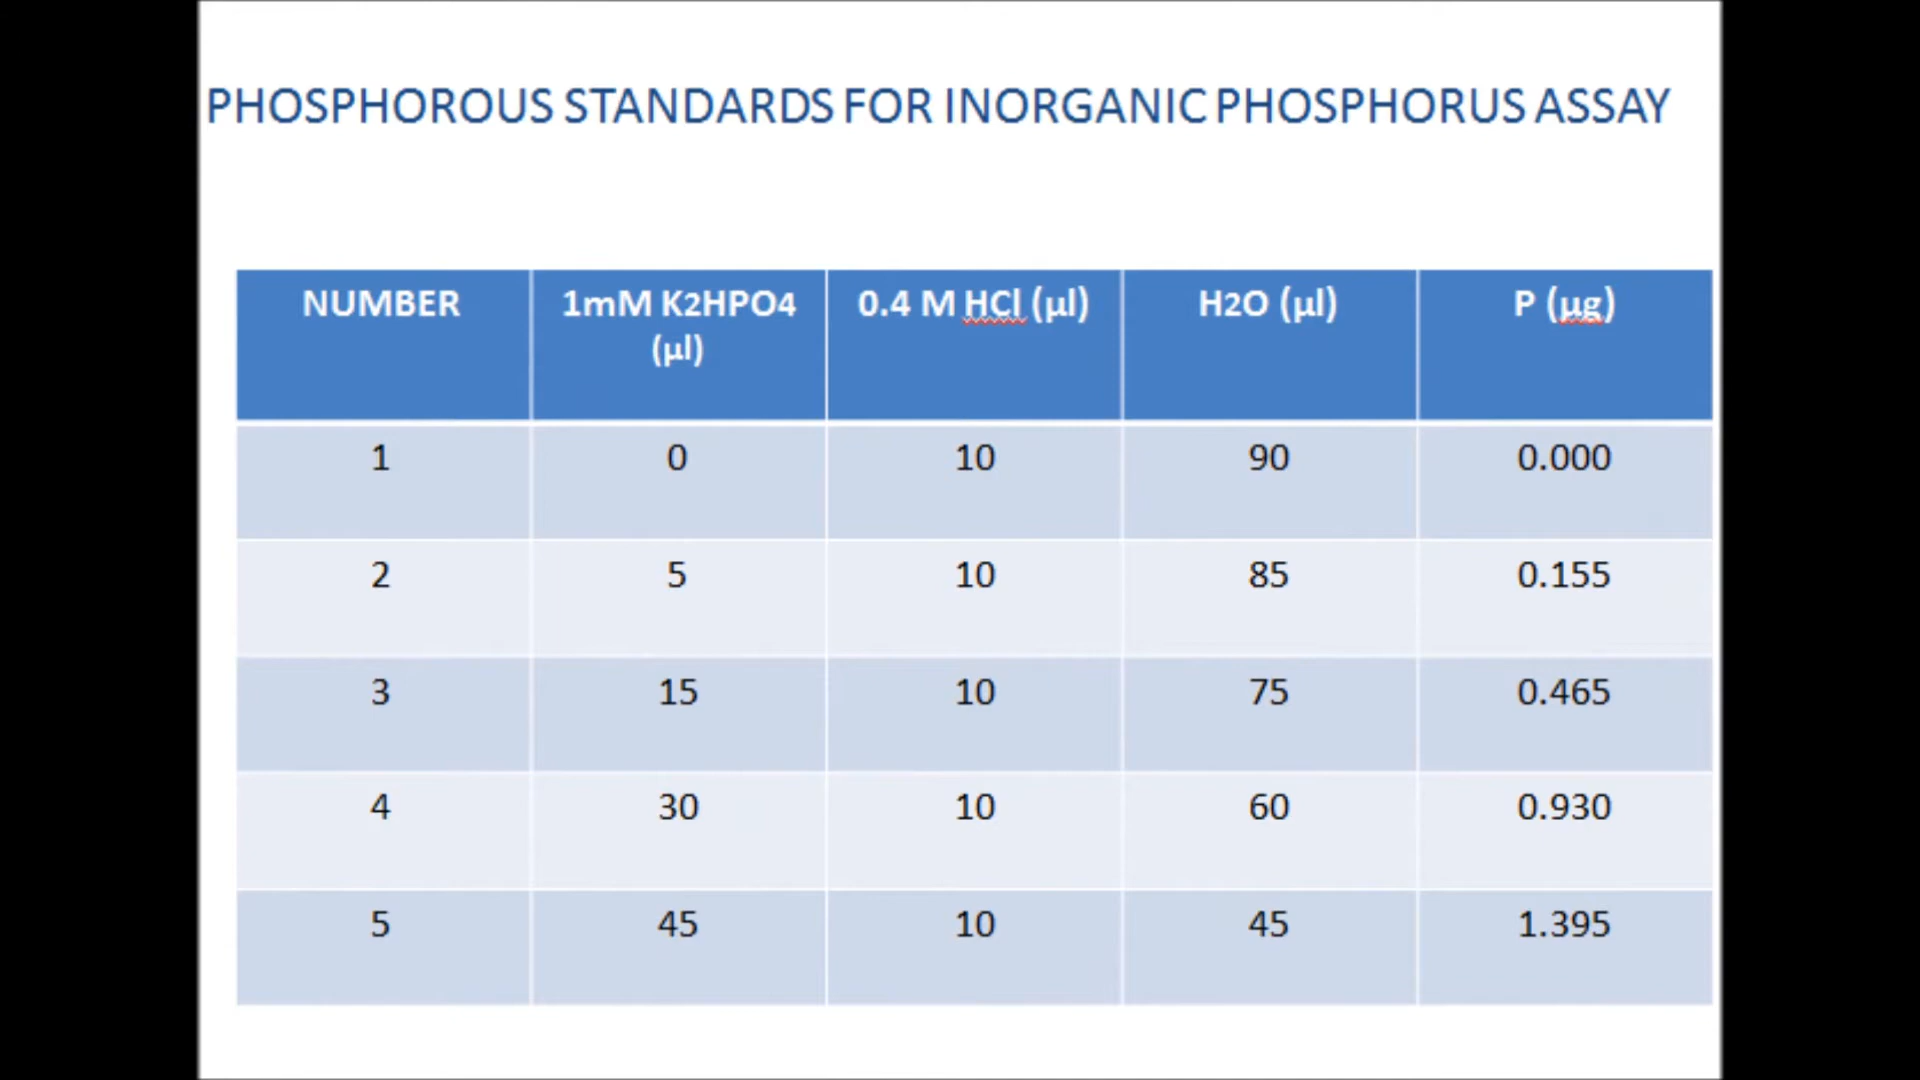 PHOSPHOROUS STANDARDS FOR INORGANIC PHOSPHORUS ASSAY
NUMBER 1mM K2HPO4 (µl) 0.4 M HCl (µl) H2O (µl) P (µg)
1 0 10 90 0.000
2 5 10 85 0.155
3 15 10 75 0.465
4 30 10 60 0.930
5 45 10 45 1.395